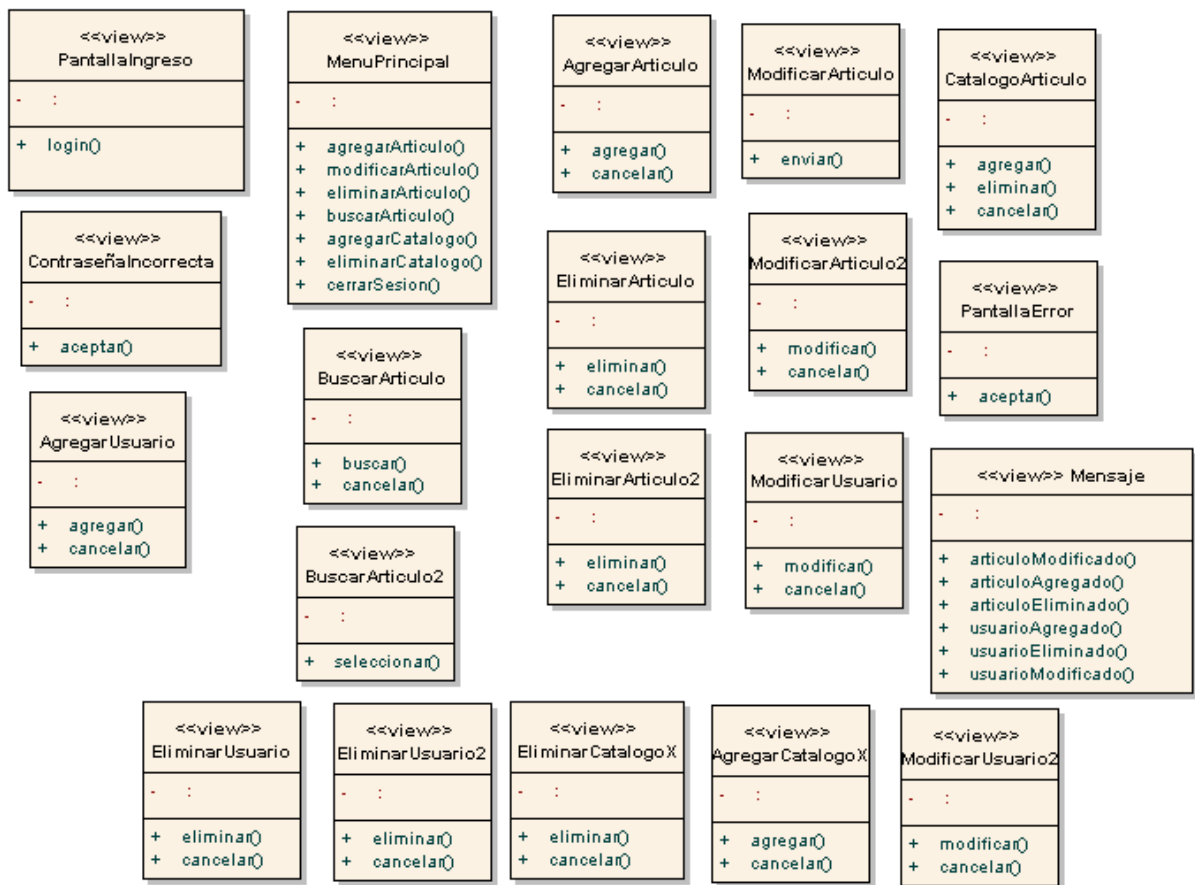 <<view>>
PantallaIngreso
- :
+ login()
<<view>>
MenuPrincipal
- :
+ agregarArticulo()
+ modificarArticulo()
+ eliminarArticulo()
+ buscarArticulo()
+ agregarCatalogo()
+ eliminarCatalogo()
+ cerrarSesion()
<<view>>
AgregarArticulo
- :
+ agregar()
+ cancelar()
<<view>>
ModificarArticulo
- :
+ enviar()
<<view>>
CatalogoArticulo
- :
+ agregar()
+ eliminar()
+ cancelar()
<<view>>
ContraseñaIncorrecta
- :
+ aceptar()
<<view>>
EliminarArticulo
- :
+ eliminar()
+ cancelar()
<<view>>
ModificarArticulo2
- :
+ modificar()
+ cancelar()
<<view>>
PantallaError
- :
+ aceptar()
<<view>>
BuscarArticulo
- :
+ buscar()
+ cancelar()
<<view>>
AgregarUsuario
- :
+ agregar()
+ cancelar()
<<view>>
EliminarArticulo2
- :
+ eliminar()
+ cancelar()
<<view>>
ModificarUsuario
- :
+ modificar()
+ cancelar()
<<view>> Mensaje
- :
+ articuloModificado()
+ articuloAgregado()
+ articuloEliminado()
+ usuarioAgregado()
+ usuarioEliminado()
+ usuarioModificado()
<<view>>
BuscarArticulo2
- :
+ seleccionar()
<<view>>
EliminarUsuario
- :
+ eliminar()
+ cancelar()
<<view>>
EliminarUsuario2
- :
+ eliminar()
+ cancelar()
<<view>>
EliminarCatalogoX
- :
+ eliminar()
+ cancelar()
<<view>>
AgregarCatalogoX
- :
+ agregar()
+ cancelar()
<<view>>
ModificarUsuario2
- :
+ modificar()
+ cancelar()